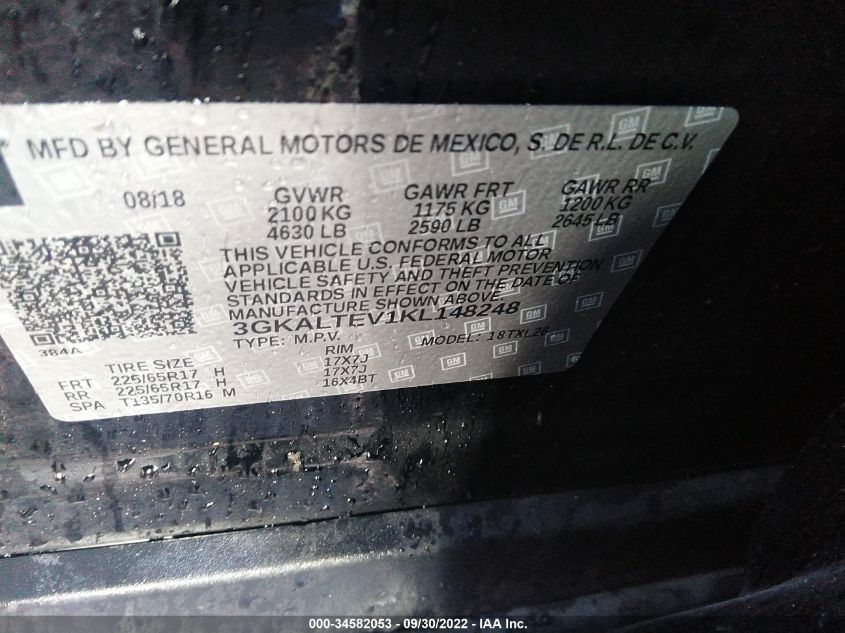 MFD BY GENERAL MOTORS DE MEXICO, S. DE R.L. DE C.V.
08/18 GVWR GAWR FRT GAWR RR
2100 KG 1175 KG 1200 KG
4630 LB 2590 LB 2645 LB
THIS VEHICLE CONFORMS TO ALL
APPLICABLE U.S. FEDERAL MOTOR
VEHICLE SAFETY AND THEFT PREVENTION
STANDARDS IN EFFECT ON THE DATE OF
MANUFACTURE SHOWN ABOVE.
3GKALTEV1KL148248
TYPE: M.P.V. MODEL: 18TXL26
384A
TIRE SIZE RIM
FRT 225/65R17 H 17X7J
RR 225/65R17 H 17X7J
SPA T135/70R16 M 16X4BT
GM
000-34582053 - 09/30/2022 - IAA Inc.